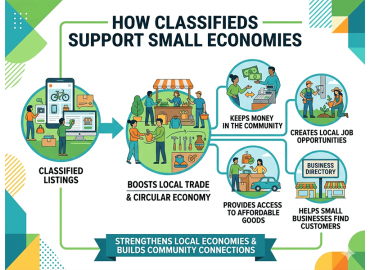 HOW CLASSIFIEDS
SUPPORT SMALL ECONOMIES
CLASSIFIED
LISTINGS
BOOSTS LOCAL TRADE
& CIRCULAR ECONOMY
KEEPS MONEY
IN THE COMMUNITY
CREATES LOCAL JOB
OPPORTUNITIES
PROVIDES ACCESS
TO AFFORDABLE
GOODS
BUSINESS
DIRECTORY
HELPS SMALL
BUSINESSES FIND
CUSTOMERS
STRENGTHENS LOCAL ECONOMIES &
BUILDS COMMUNITY CONNECTIONS